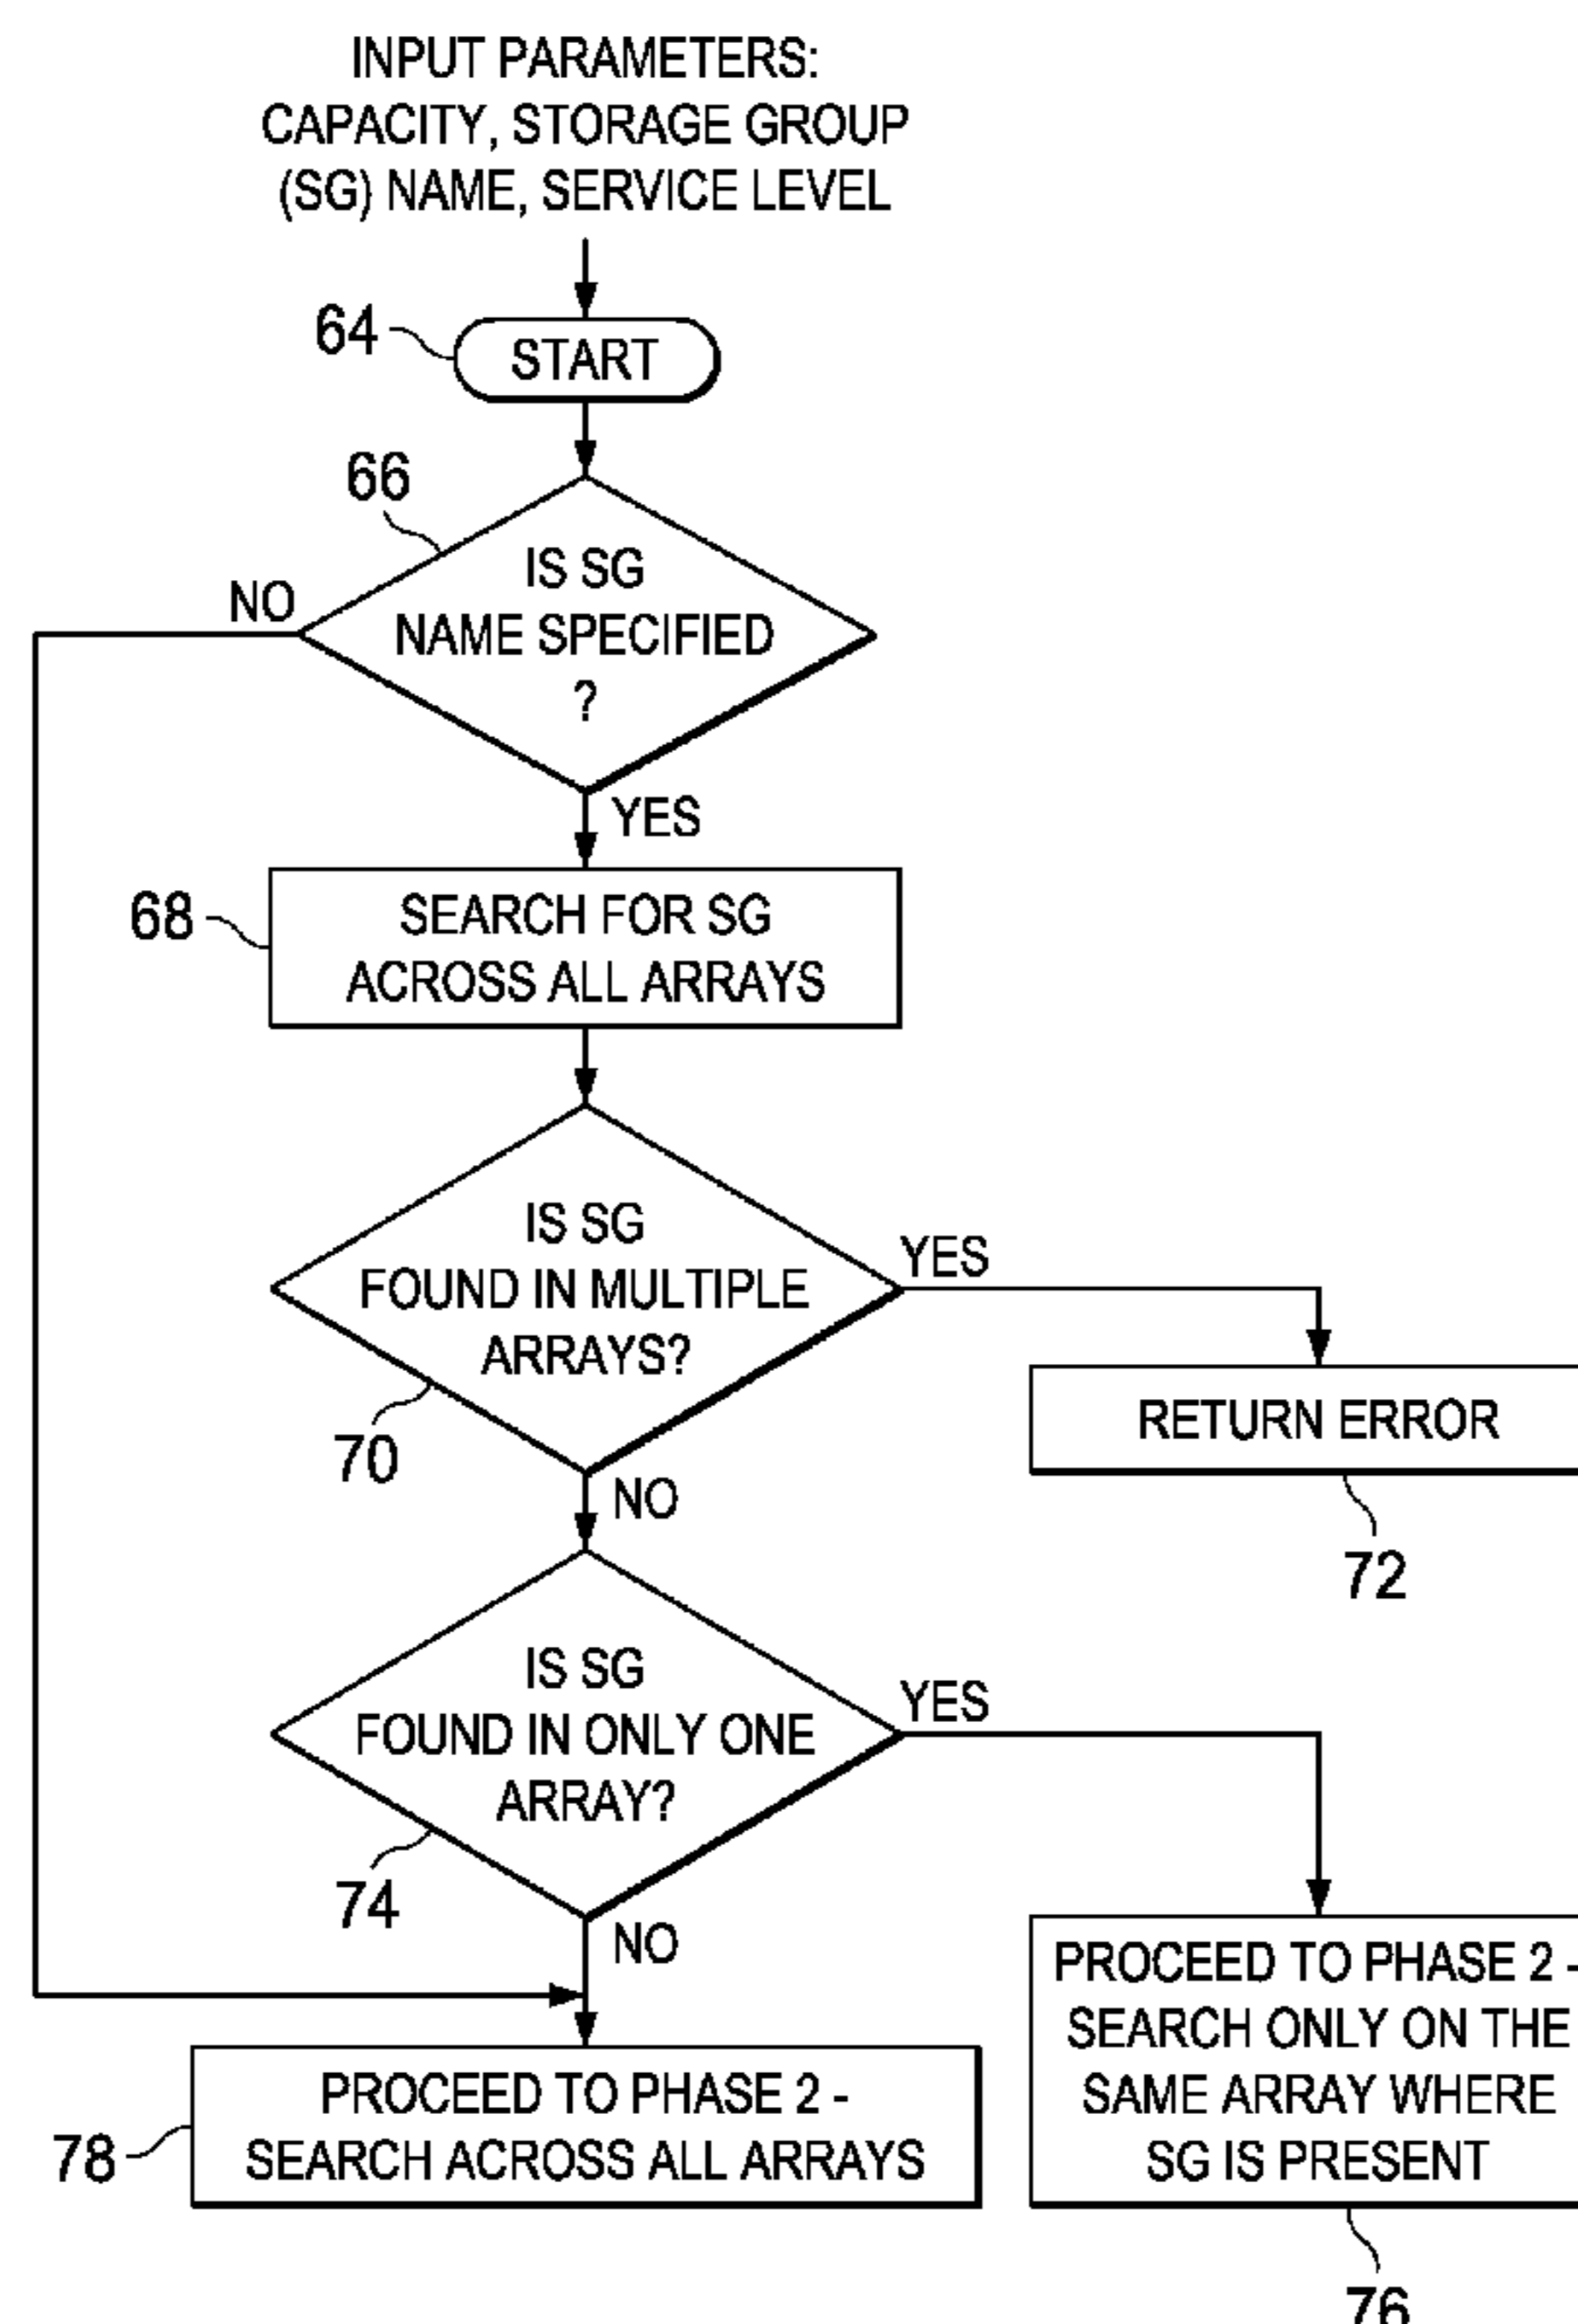 INPUT PARAMETERS:
CAPACITY, STORAGE GROUP
(SG) NAME, SERVICE LEVEL
64
START
66
IS SG
NAME SPECIFIED
?
NO
YES
68
SEARCH FOR SG
ACROSS ALL ARRAYS
IS SG
FOUND IN MULTIPLE
ARRAYS?
YES
70
NO
RETURN ERROR
72
IS SG
FOUND IN ONLY ONE
ARRAY?
YES
74
NO
PROCEED TO PHASE 2 -
SEARCH ONLY ON THE
SAME ARRAY WHERE
SG IS PRESENT
76
78
PROCEED TO PHASE 2 -
SEARCH ACROSS ALL ARRAYS